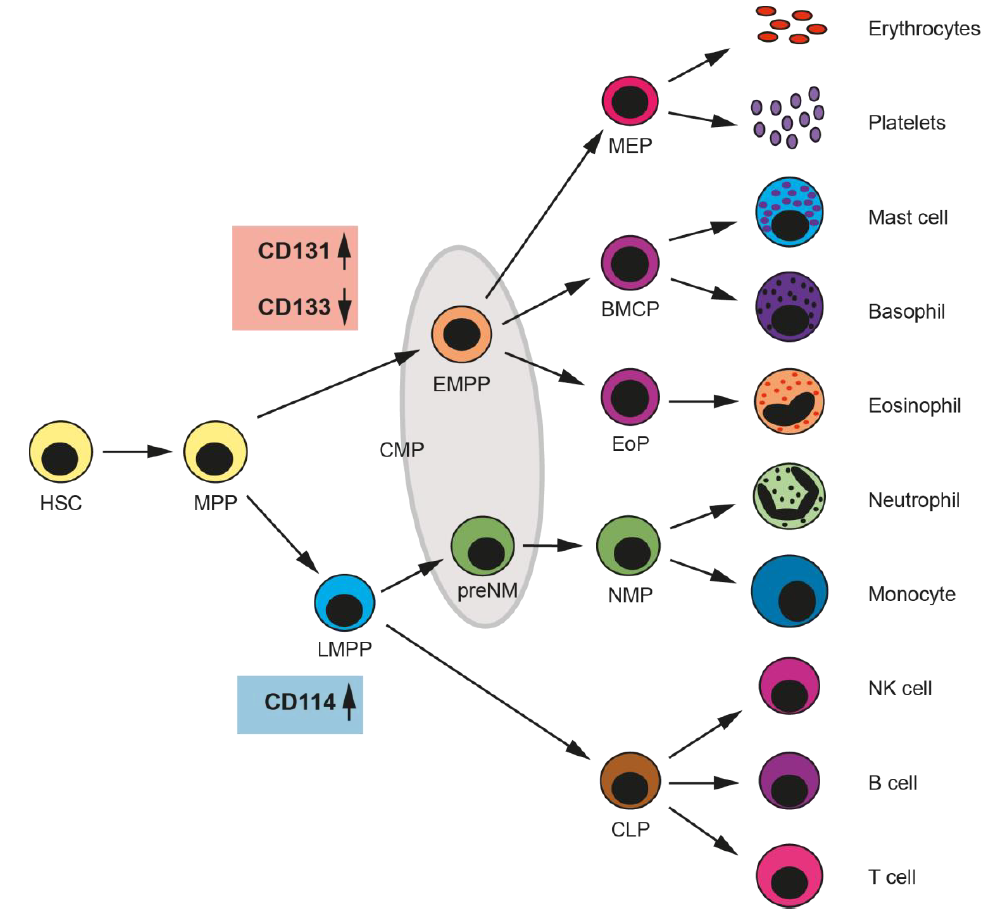 Erythrocytes
MEP
Platelets
Mast cell
CD131
CD133
BMCP
Basophil
EMPP
EoP
Eosinophil
CMP
HSC
MPP
Neutrophil
preNM
NMP
Monocyte
LMPP
CD114
NK cell
CLP
B cell
T cell